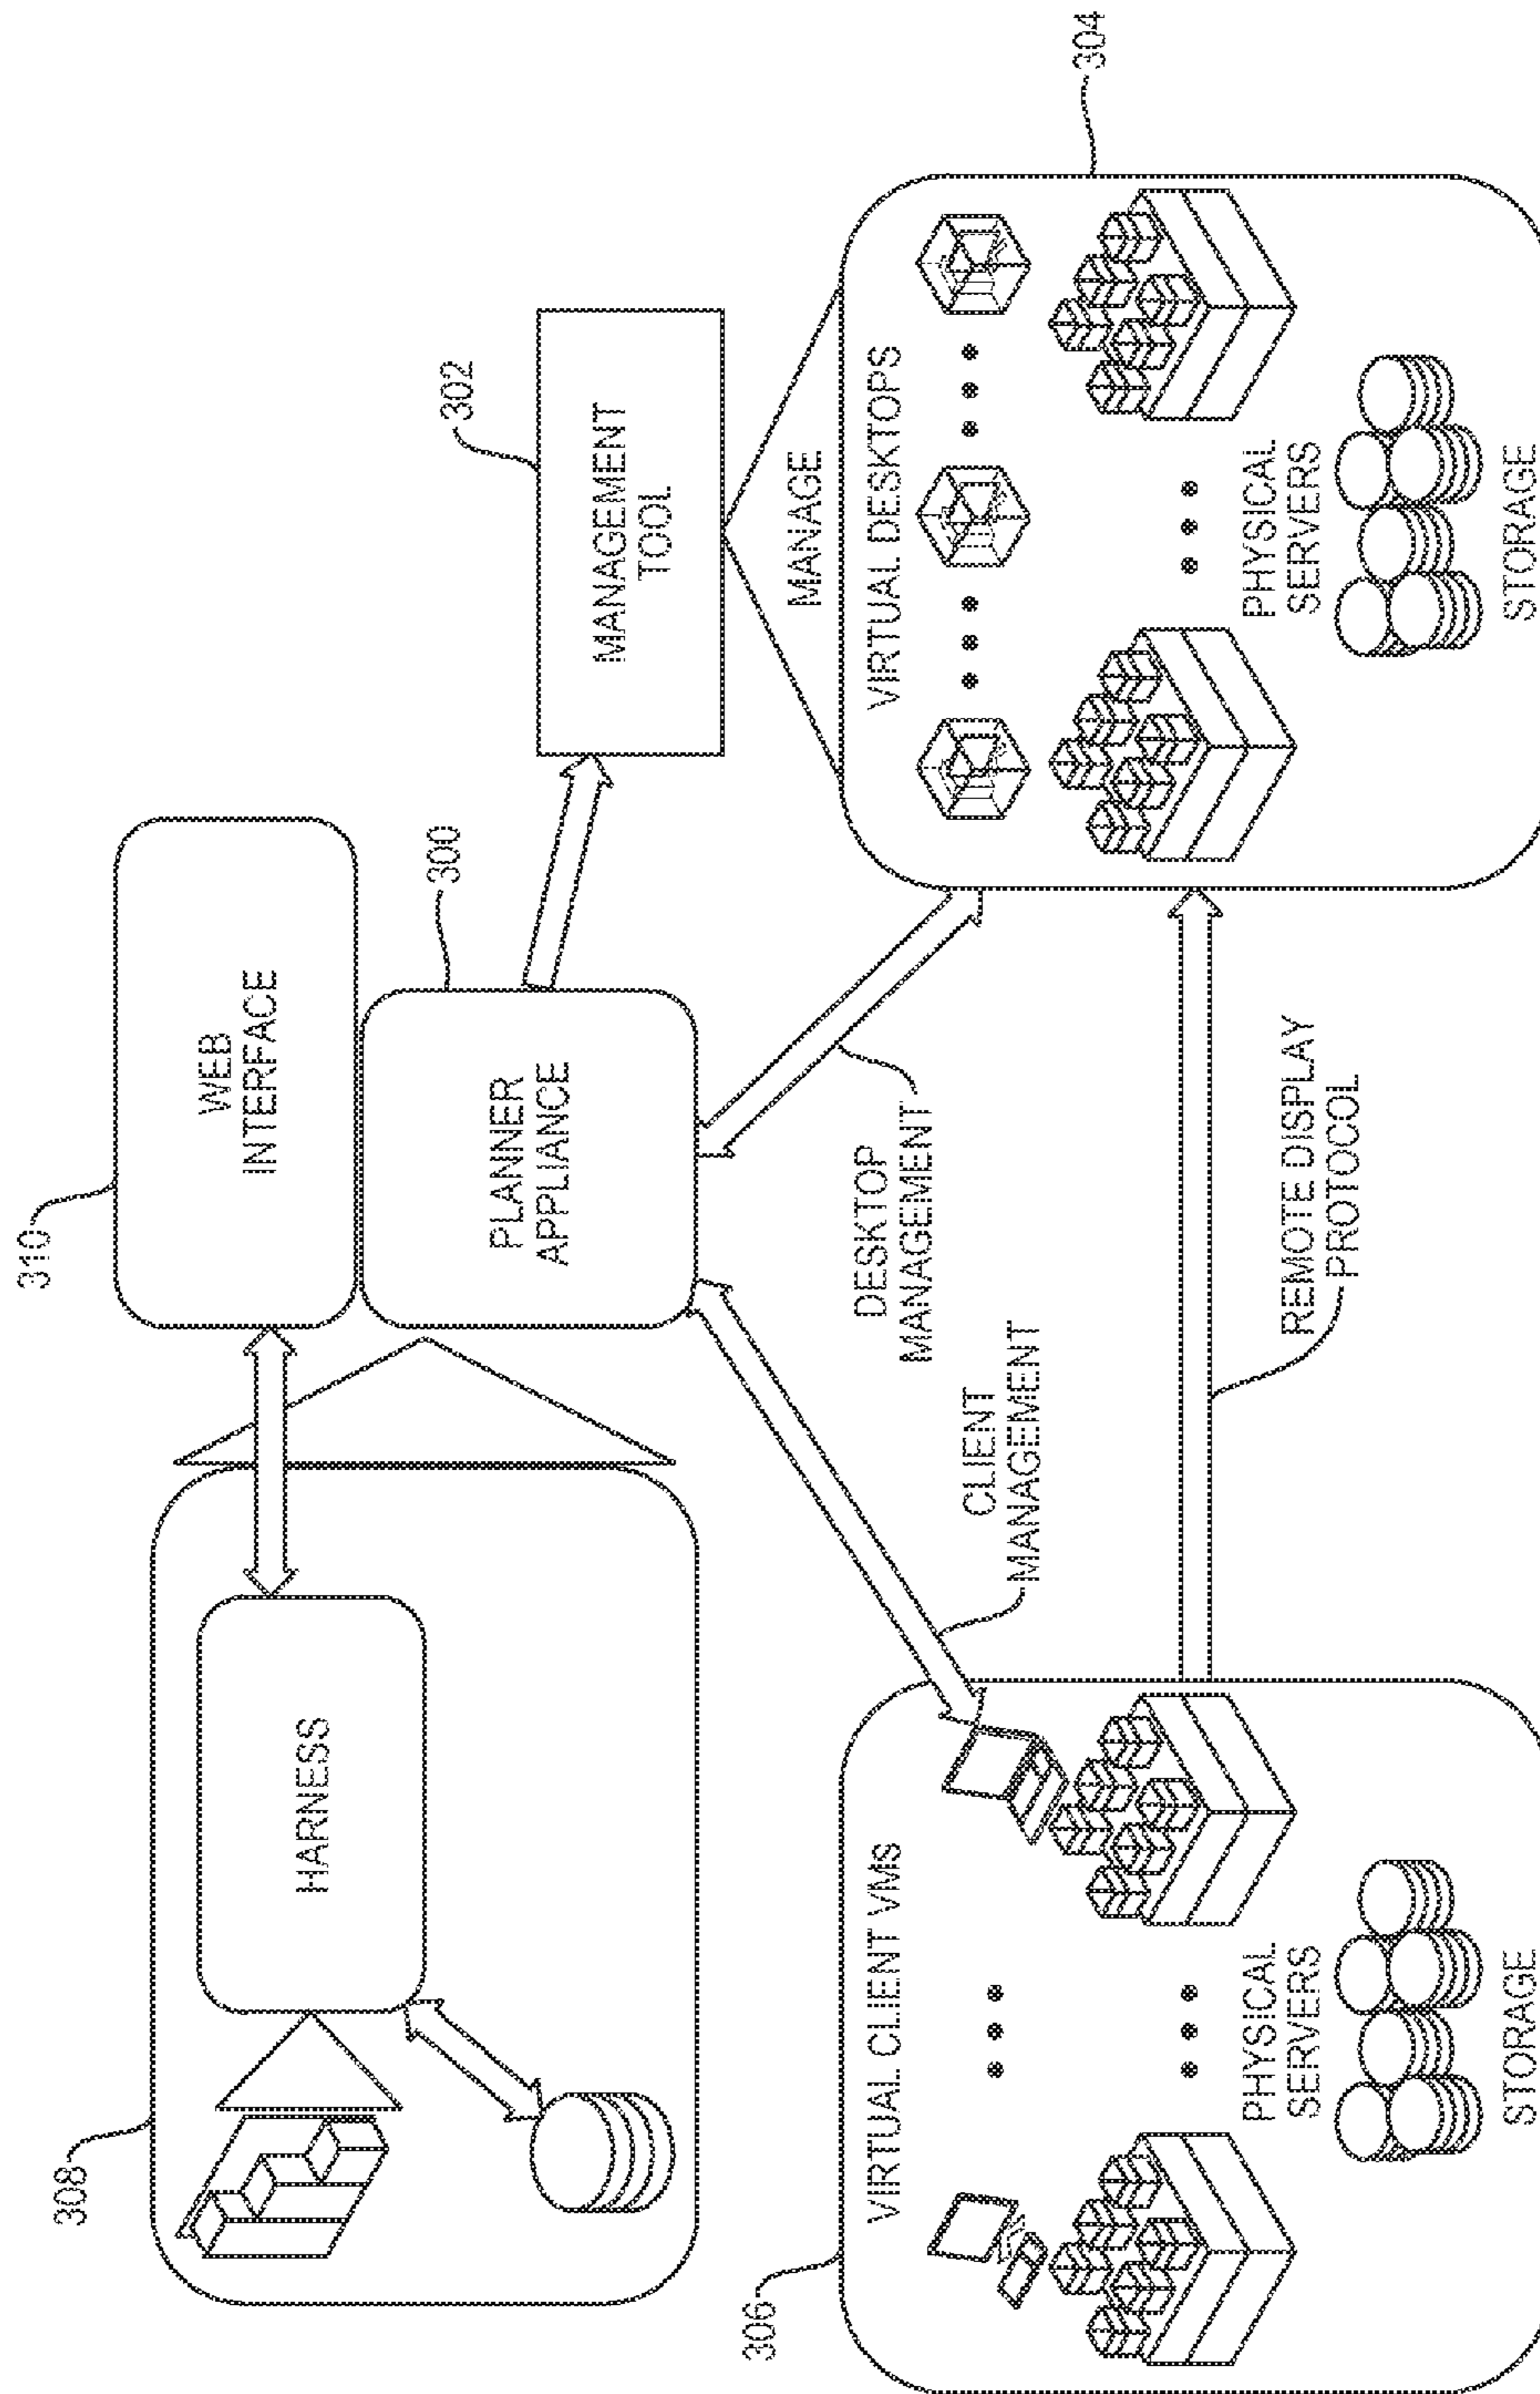 310
WEB
INTERFACE
308
HARNESS
300
PLANNER
APPLIANCE
302
MANAGEMENT
TOOL
MANAGE
DESKTOP
MANAGEMENT
CLIENT
MANAGEMENT
306
VIRTUAL CLIENT VMs
PHYSICAL
SERVERS
STORAGE
REMOTE DISPLAY
PROTOCOL
304
VIRTUAL DESKTOPS
PHYSICAL
SERVERS
STORAGE